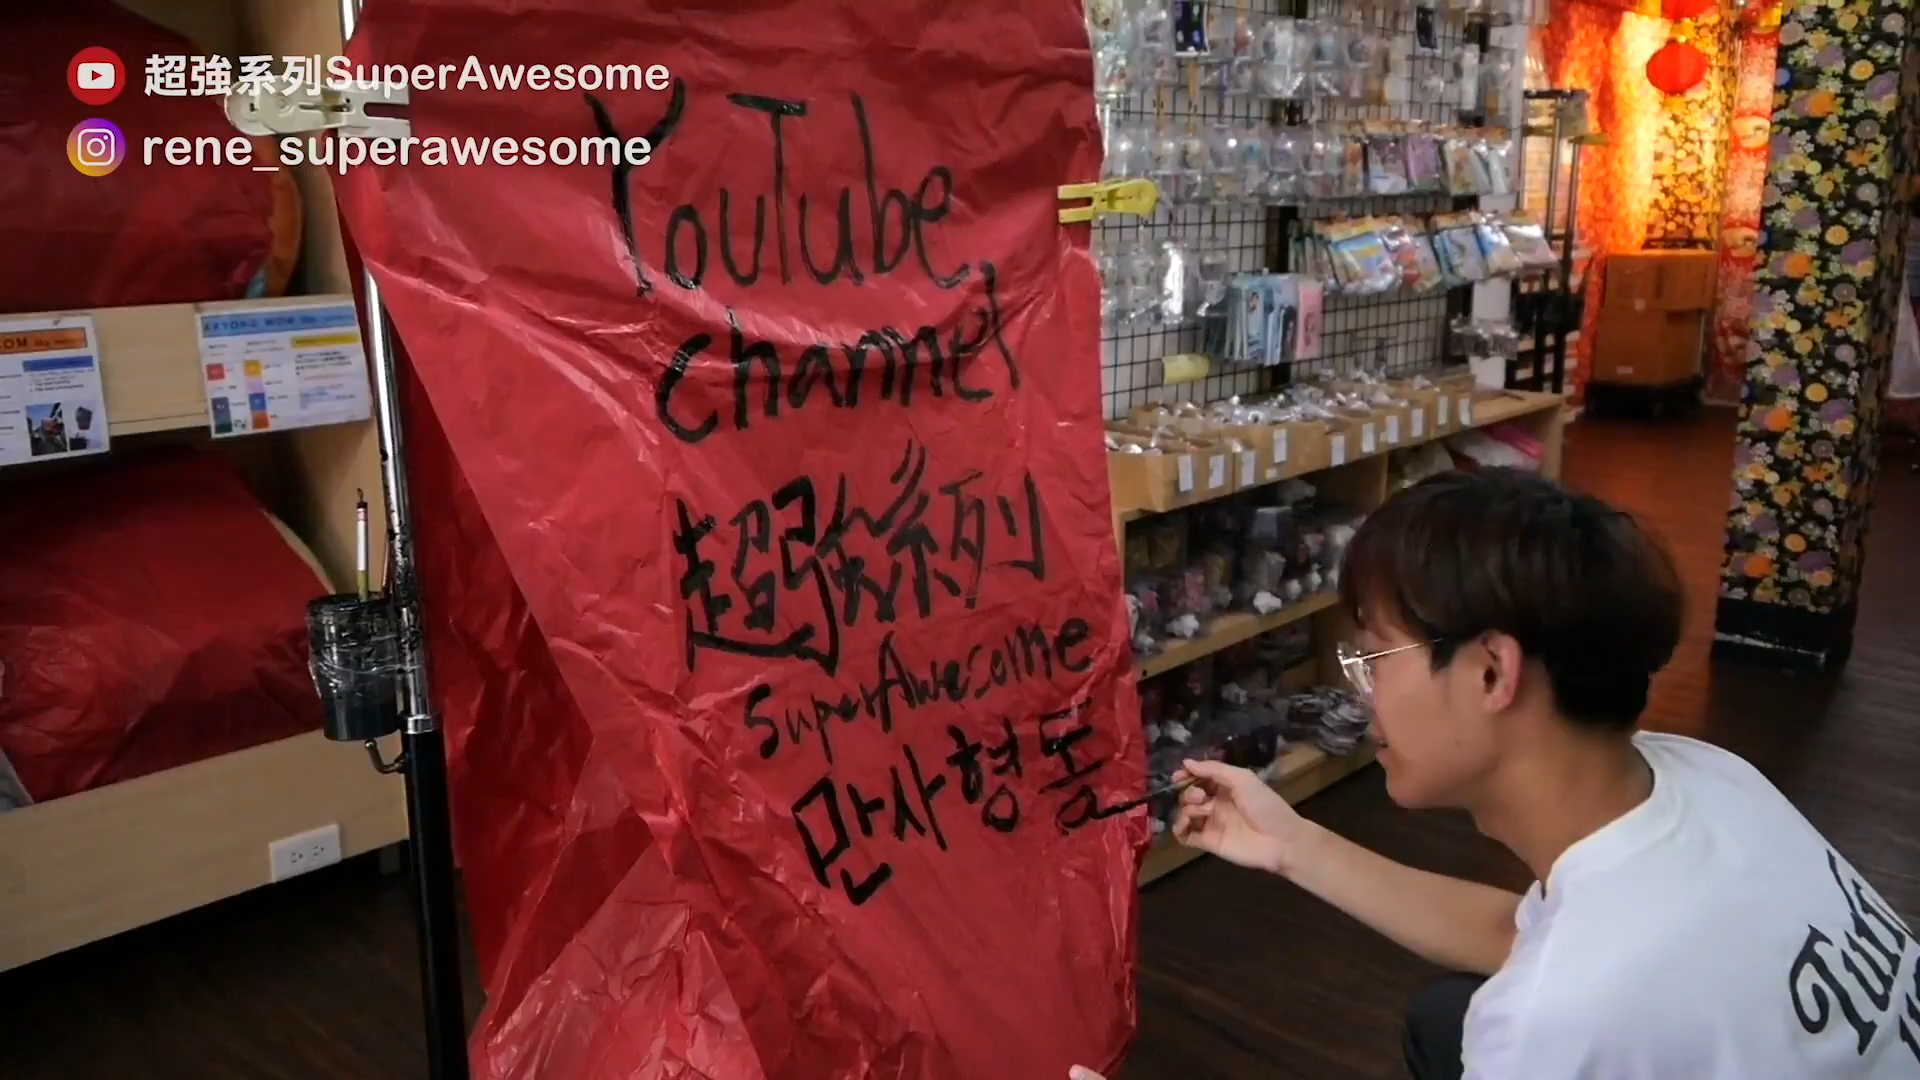 超強系列SuperAwesome
rene_superawesome
YouTube
channel
超強系列
SuperAwesome
만사형통